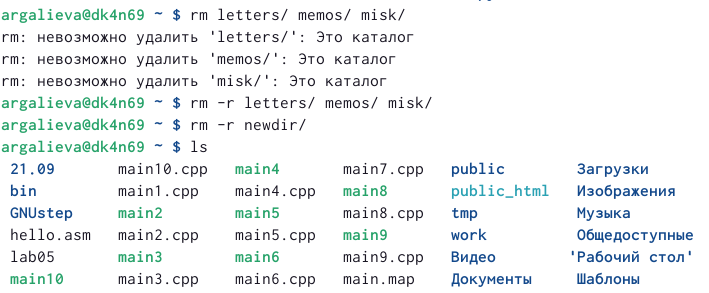 argalieva@dk4n69 ~ $ rm letters/ memos/ misk/
rm: невозможно удалить 'letters/': Это каталог
rm: невозможно удалить 'memos/': Это каталог
rm: невозможно удалить 'misk/': Это каталог
argalieva@dk4n69 ~ $ rm -r letters/ memos/ misk/
argalieva@dk4n69 ~ $ rm -r newdir/
argalieva@dk4n69 ~ $ ls
21.09 main10.cpp main4 main7.cpp public Загрузки
bin main1.cpp main4.cpp main8 public_html Изображения
GNUstep main2 main5 main8.cpp tmp Музыка
hello.asm main2.cpp main5.cpp main9 work Общедоступные
lab05 main3 main6 main9.cpp Видео 'Рабочий стол'
main10 main3.cpp main6.cpp main.map Документы Шаблоны